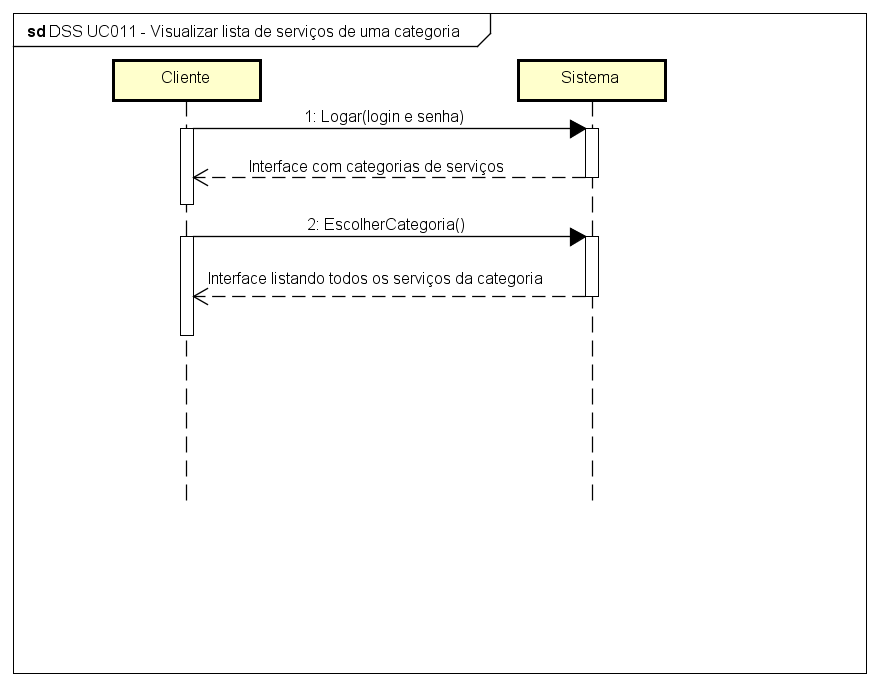 sd DSS UC011 - Visualizar lista de serviços de uma categoria
Cliente
Sistema
1: Logar(login e senha)
Interface com categorias de serviços
2: EscolherCategoria()
Interface listando todos os serviços da categoria